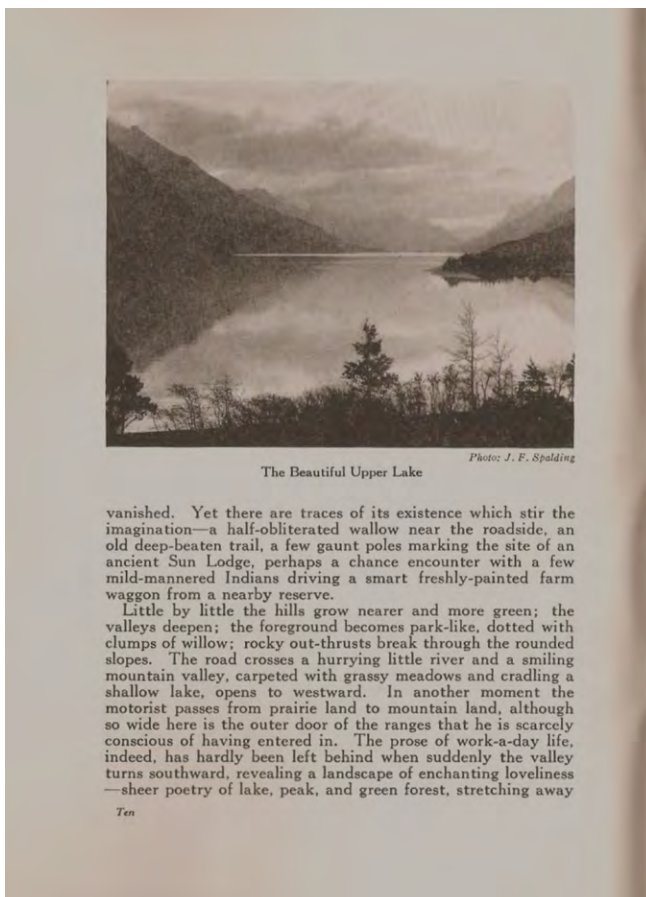 Photo: J. F. Spalding
The Beautiful Upper Lake
vanished. Yet there are traces of its existence which stir the
imagination—a half-obliterated wallow near the roadside, an
old deep-beaten trail, a few gaunt poles marking the site of an
ancient Sun Lodge, perhaps a chance encounter with a few
mild-mannered Indians driving a smart freshly-painted farm
waggon from a nearby reserve.
Little by little the hills grow nearer and more green; the
valleys deepen; the foreground becomes park-like, dotted with
clumps of willow; rocky out-thrusts break through the rounded
slopes. The road crosses a hurrying little river and a smiling
mountain valley, carpeted with grassy meadows and cradling a
shallow lake, opens to westward. In another moment the
motorist passes from prairie land to mountain land, although
so wide here is the outer door of the ranges that he is scarcely
conscious of having entered in. The prose of work-a-day life,
indeed, has hardly been left behind when suddenly the valley
turns southward, revealing a landscape of enchanting loveliness
—sheer poetry of lake, peak, and green forest, stretching away
Ten